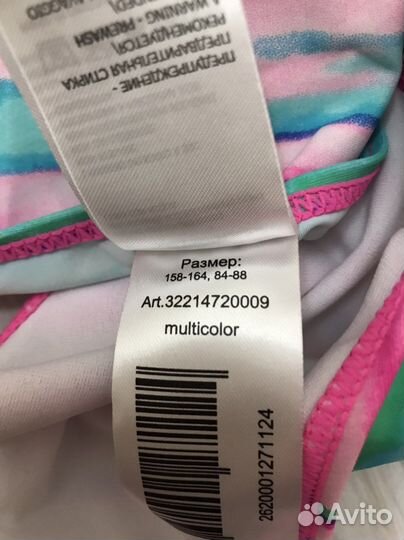 ПРЕДУПРЕЖДЕНИЕ -
ПРЕДВАРИТЕЛЬНАЯ СТИРКА
РЕКОМЕНДУЕТСЯ/
A WARNING - PREWASH
Размер:
158-164, 84-88
Art.32214720009
multicolor
2620001271124
Avito